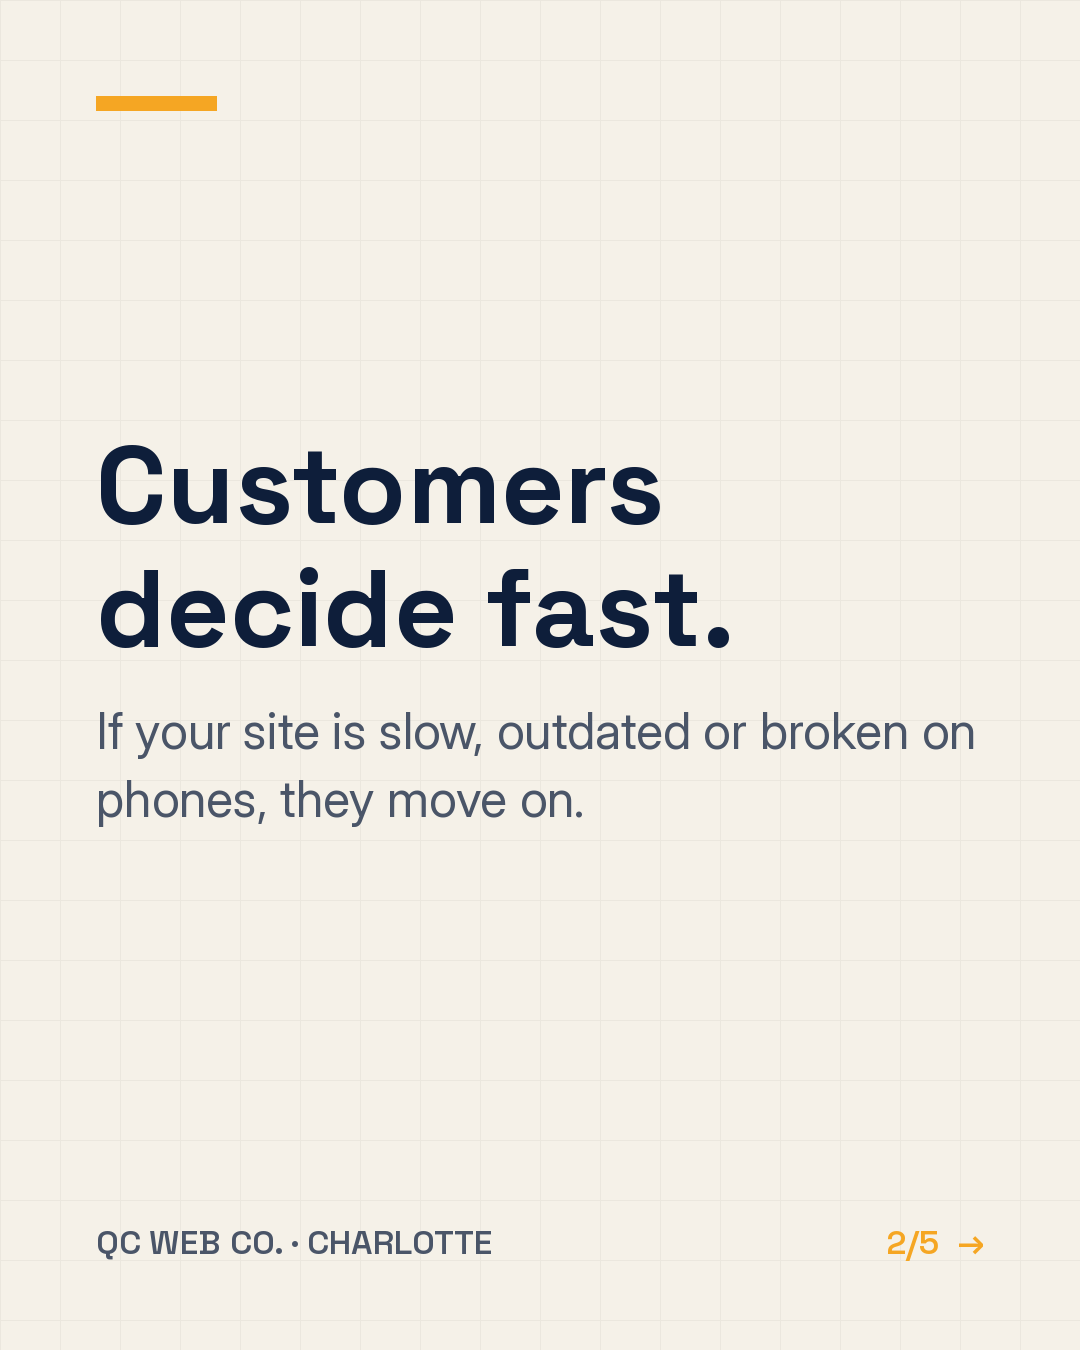 Customers
decide fast.
If your site is slow, outdated or broken on
phones, they move on.
QC WEB CO. · CHARLOTTE
2/5 →